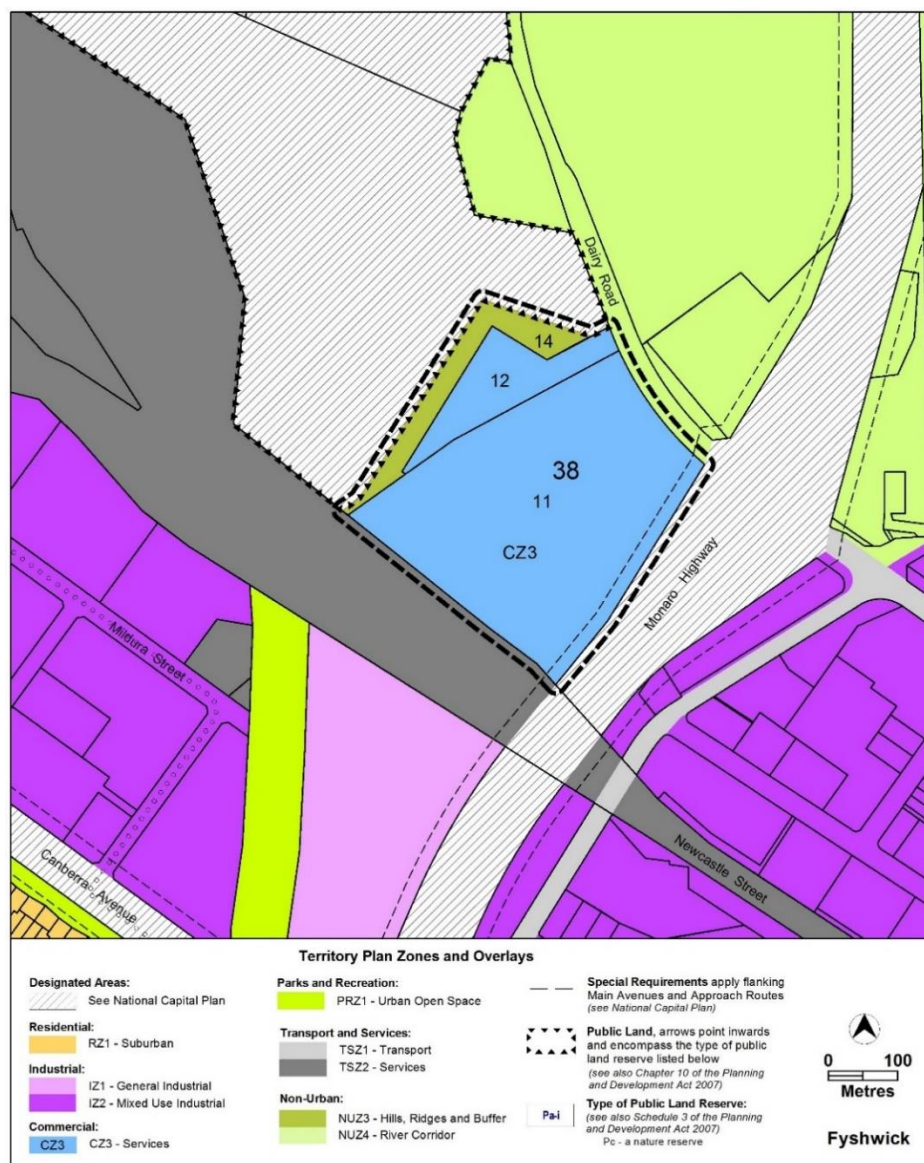 Dairy Road
14
12
38
11
CZ3
Monaro Highway
Mildura Street
Canberra Avenue
Newcastle Street
Territory Plan Zones and Overlays
Designated Areas:
See National Capital Plan
Residential:
RZ1 - Suburban
Industrial:
IZ1 - General Industrial
IZ2 - Mixed Use Industrial
Commercial:
CZ3
CZ3 - Services
Parks and Recreation:
PRZ1 - Urban Open Space
Transport and Services:
TSZ1 - Transport
TSZ2 - Services
Non-Urban:
NUZ3 - Hills, Ridges and Buffer
NUZ4 - River Corridor
Special Requirements apply flanking
Main Avenues and Approach Routes
(see National Capital Plan)
Public Land, arrows point inwards
and encompass the type of public
land reserve listed below
(see also Chapter 10 of the Planning
and Development Act 2007)
Pa-i
Type of Public Land Reserve:
(see also Schedule 3 of the Planning
and Development Act 2007)
Pc - a nature reserve
0 100
Metres
Fyshwick